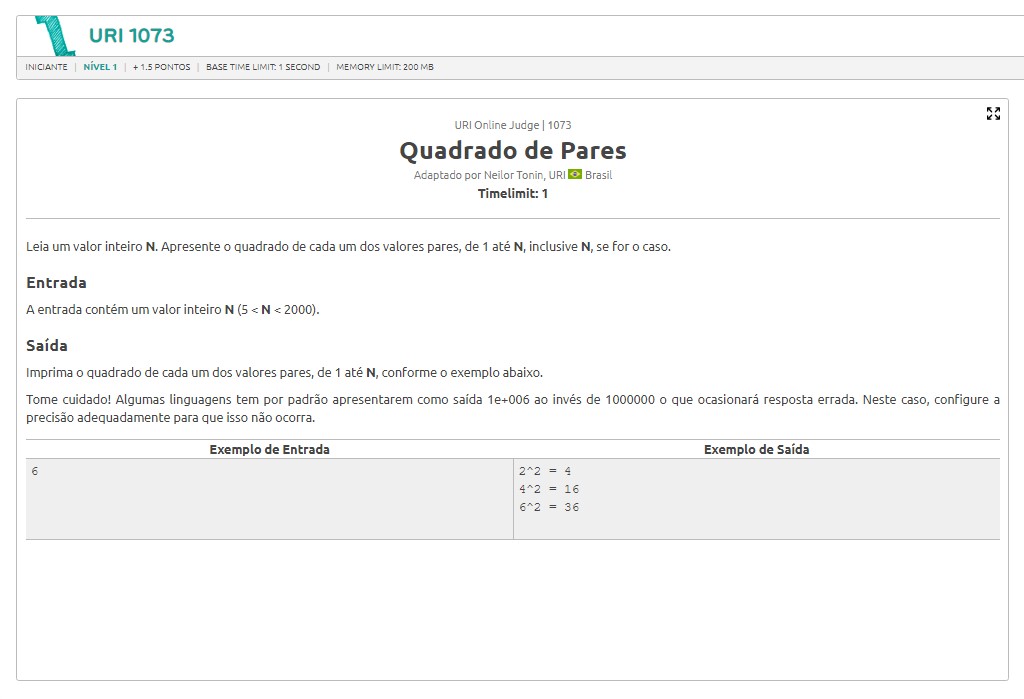 URI 1073
INICIANTE | NÍVEL 1 | + 1.5 PONTOS | BASE TIME LIMIT: 1 SECOND | MEMORY LIMIT: 200 MB
URI Online Judge | 1073
Quadrado de Pares
Adaptado por Neilor Tonin, URI Brasil
Timelimit: 1
Leia um valor inteiro N. Apresente o quadrado de cada um dos valores pares, de 1 até N, inclusive N, se for o caso.
Entrada
A entrada contém um valor inteiro N (5 < N < 2000).
Saída
Imprima o quadrado de cada um dos valores pares, de 1 até N, conforme o exemplo abaixo.
Tome cuidado! Algumas linguagens tem por padrão apresentarem como saída 1e+006 ao invés de 1000000 o que ocasionará resposta errada. Neste caso, configure a
precisão adequadamente para que isso não ocorra.
Exemplo de Entrada
Exemplo de Saída
6
2^2 = 4
4^2 = 16
6^2 = 36